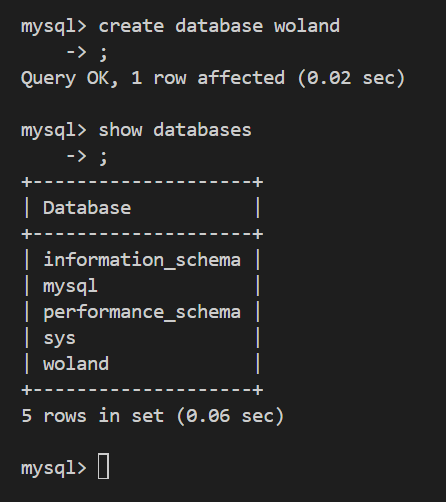 mysql> create database woland
    -> ;
Query OK, 1 row affected (0.02 sec)

mysql> show databases
    -> ;
+--------------------+
| Database           |
+--------------------+
| information_schema |
| mysql              |
| performance_schema |
| sys                |
| woland             |
+--------------------+
5 rows in set (0.06 sec)

mysql>